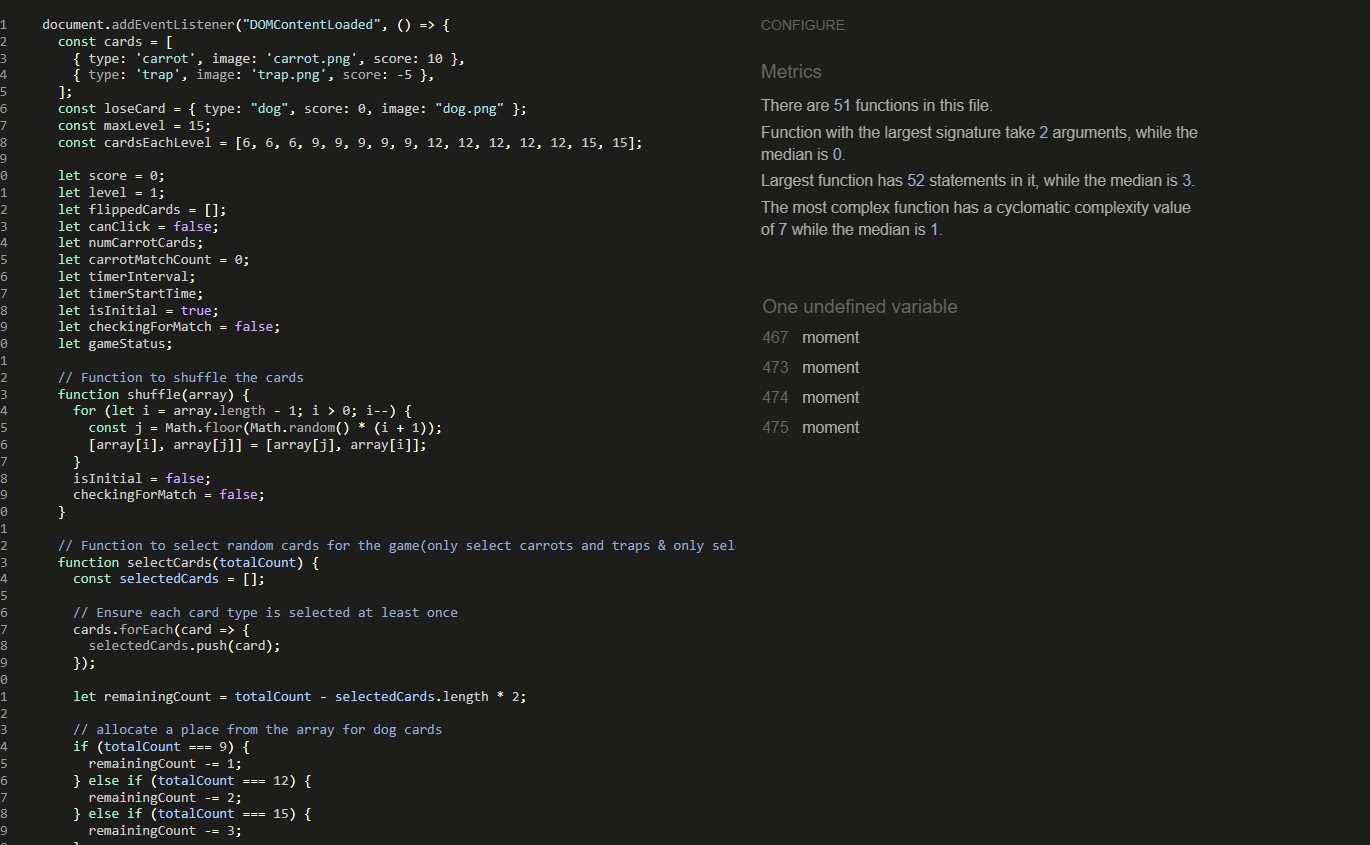 1 document.addEventListener("DOMContentLoaded", () => {
2 const cards = [
3 { type: 'carrot', image: 'carrot.png', score: 10 },
4 { type: 'trap', image: 'trap.png', score: -5 },
5 ];
6 const loseCard = { type: "dog", score: 0, image: "dog.png" };
7 const maxLevel = 15;
8 const cardsEachLevel = [6, 6, 6, 9, 9, 9, 9, 9, 12, 12, 12, 12, 12, 15, 15];
9
0 let score = 0;
1 let level = 1;
2 let flippedCards = [];
3 let canClick = false;
4 let numCarrotCards;
5 let carrotMatchCount = 0;
6 let timerInterval;
7 let timerStartTime;
8 let isInitial = true;
9 let checkingForMatch = false;
0 let gameStatus;
1
2 // Function to shuffle the cards
3 function shuffle(array) {
4 for (let i = array.length - 1; i > 0; i--) {
5 const j = Math.floor(Math.random() * (i + 1));
6 [array[i], array[j]] = [array[j], array[i]];
7 }
8 isInitial = false;
9 checkingForMatch = false;
0 }
1
2 // Function to select random cards for the game(only select carrots and traps & only sel
3 function selectCards(totalCount) {
4 const selectedCards = [];
5
6 // Ensure each card type is selected at least once
7 cards.forEach(card => {
8 selectedCards.push(card);
9 });
0
1 let remainingCount = totalCount - selectedCards.length * 2;
2
3 // allocate a place from the array for dog cards
4 if (totalCount === 9) {
5 remainingCount -= 1;
6 } else if (totalCount === 12) {
7 remainingCount -= 2;
8 } else if (totalCount === 15) {
9 remainingCount -= 3;
CONFIGURE
Metrics
There are 51 functions in this file.
Function with the largest signature take 2 arguments, while the
median is 0.
Largest function has 52 statements in it, while the median is 3.
The most complex function has a cyclomatic complexity value
of 7 while the median is 1.
One undefined variable
467 moment
473 moment
474 moment
475 moment